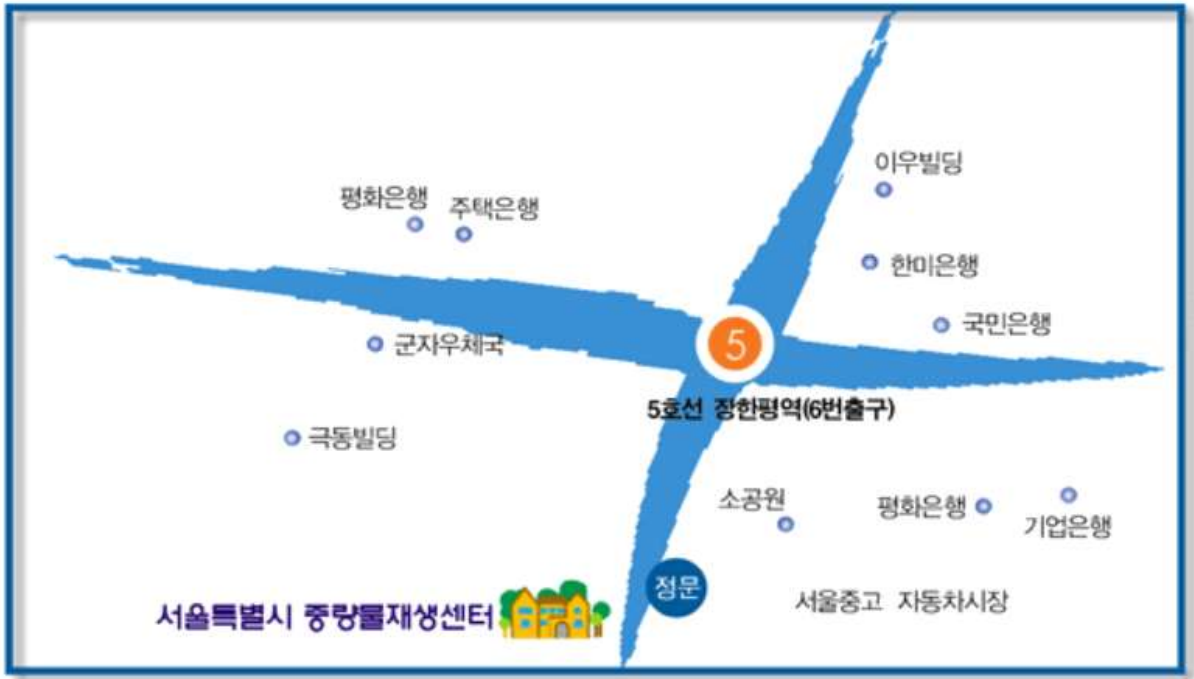 이우빌딩
평화은행
주택은행
한미은행
국민은행
군자우체국
5
5호선 장한평역(6번출구)
극동빌딩
소공원
평화은행
기업은행
정문
서울중고 자동차시장
서울특별시 중랑물재생센터